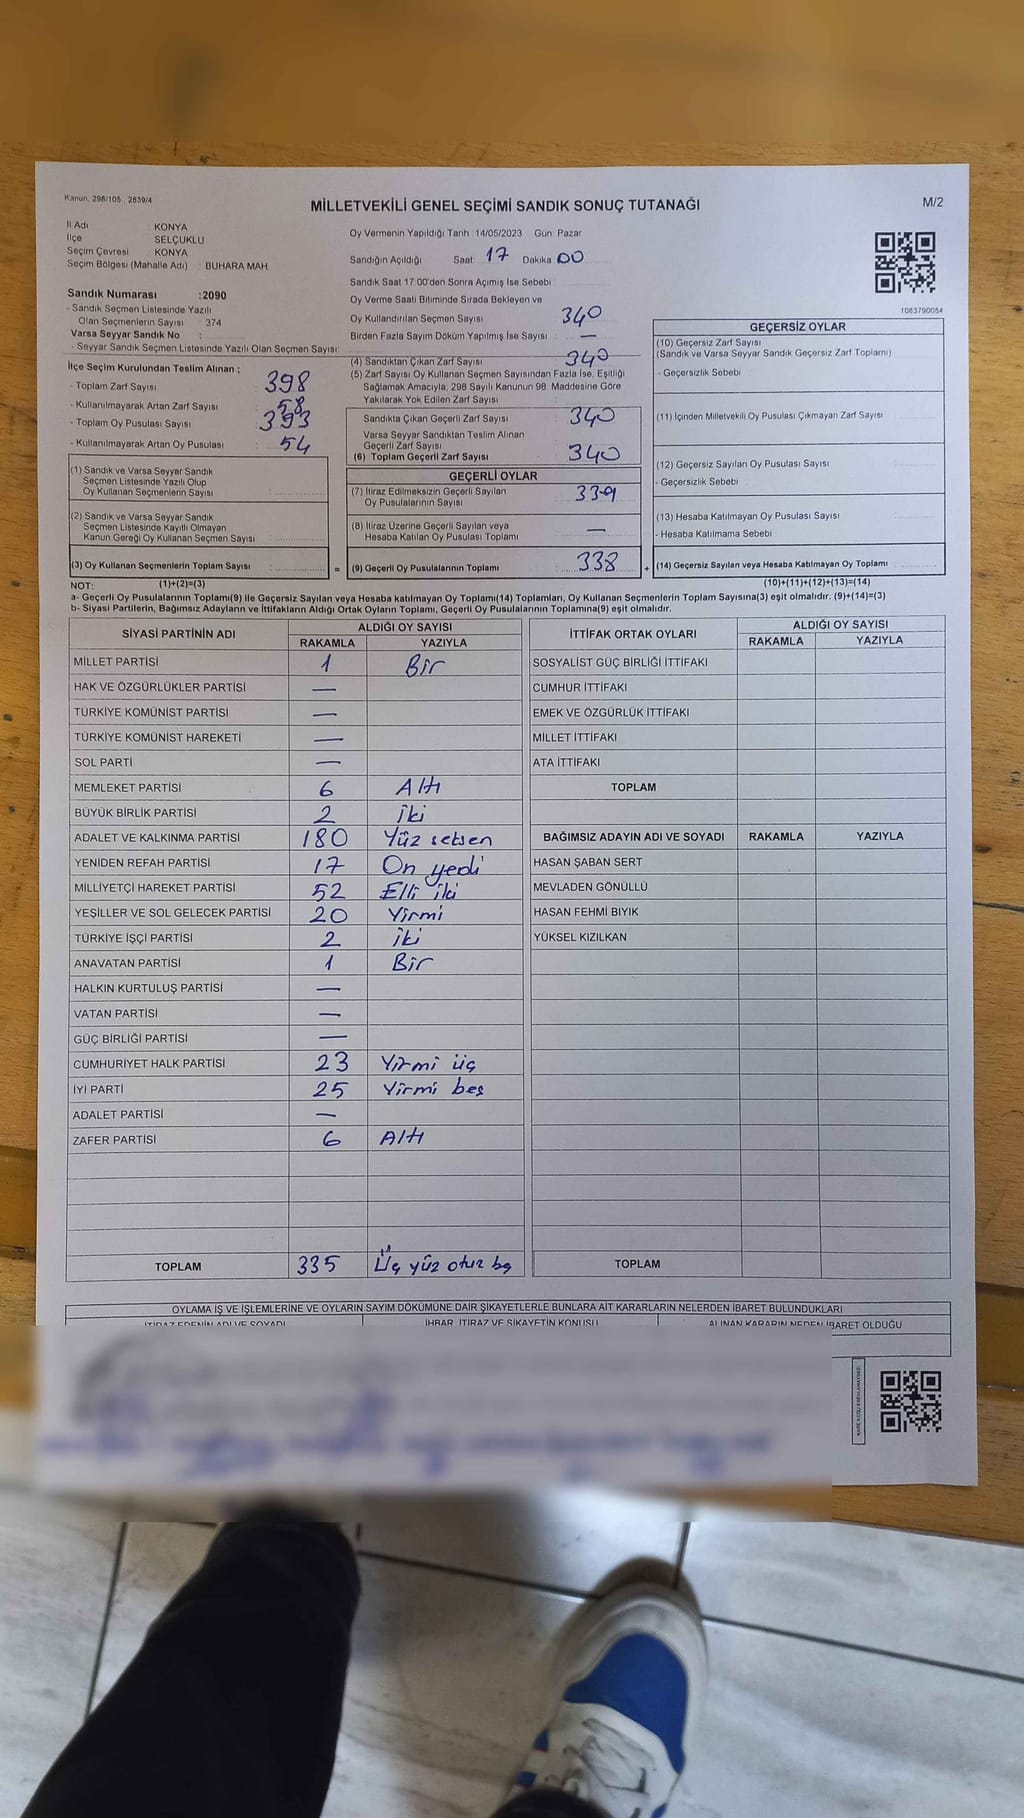 Kanun: 298/105 , 2839/4
MİLLETVEKİLİ GENEL SEÇİMİ SANDIK SONUÇ TUTANAĞI
M/2
İl Adı : KONYA
İlçe SELÇUKLU
Seçim Çevresi : KONYA
Seçim Bölgesi (Mahalle Adı) : BUHARA MAH.
Sandık Numarası :2090
- Sandık Seçmen Listesinde Yazılı
Olan Seçmenlerin Sayısı : 374
Varsa Seyyar Sandık No :
- Seyyar Sandık Seçmen Listesinde Yazılı Olan Seçmen Sayısı:
İlçe Seçim Kurulundan Teslim Alınan ;
- Toplam Zarf Sayısı : 398
- Kullanılmayarak Artan Zarf Sayısı : 58
- Toplam Oy Pusulası Sayısı : 393
- Kullanılmayarak Artan Oy Pusulası : 54
(1) Sandık ve Varsa Seyyar Sandık
Seçmen Listesinde Yazılı Olup
Oy Kullanan Seçmenlerin Sayısı :
(2) Sandık ve Varsa Seyyar Sandık
Seçmen Listesinde Kayıtlı Olmayan
Kanun Gereği Oy Kullanan Seçmen Sayısı :
(3) Oy Kullanan Seçmenlerin Toplam Sayısı : =
Oy Vermenin Yapıldığı Tarih :14/05/2023 Gün: Pazar
Sandığın Açıldığı Saat: 17 Dakika 00
Sandık Saat 17.00'den Sonra Açımış İse Sebebi :
Oy Verme Saati Bitiminde Sırada Bekleyen ve
Oy Kullandırılan Seçmen Sayısı : 340
Birden Fazla Sayım Döküm Yapılmış İse Sayısı : —
(4) Sandıktan Çıkan Zarf Sayısı : 340
(5) Zarf Sayısı Oy Kullanan Seçmen Sayısından Fazla İse, Eşitliği
Sağlamak Amacıyla, 298 Sayılı Kanunun 98. Maddesine Göre
Yakılarak Yok Edilen Zarf Sayısı :
Sandıkta Çıkan Geçerli Zarf Sayısı : 340
Varsa Seyyar Sandıktan Teslim Alınan
Geçerli Zarf Sayısı
(6) Toplam Geçerli Zarf Sayısı : 340
GEÇERLİ OYLAR
(7) İtiraz Edilmeksizin Geçerli Sayılan : 339
Oy Pusulalarının Sayısı
(8) İtiraz Üzerine Geçerli Sayılan veya : —
Hesaba Katılan Oy Pusulası Toplamı
(9) Geçerli Oy Pusulalarının Toplamı : 338 +
1083790084
GEÇERSİZ OYLAR
(10) Geçersiz Zarf Sayısı
(Sandık ve Varsa Seyyar Sandık Geçersiz Zarf Toplamı)
- Geçersizlik Sebebi :
(11) İçinden Milletvekili Oy Pusulası Çıkmayan Zarf Sayısı
(12) Geçersiz Sayılan Oy Pusulası Sayısı
- Geçersizlik Sebebi :
(13) Hesaba Katılmayan Oy Pusulası Sayısı
- Hesaba Katılmama Sebebi
(14) Geçersiz Sayılan veya Hesaba Katılmayan Oy Toplamı :
NOT: (1)+(2)=(3) (10)+(11)+(12)+(13)=(14)
a- Geçerli Oy Pusulalarının Toplamı(9) ile Geçersiz Sayılan veya Hesaba katılmayan Oy Toplamı(14) Toplamları, Oy Kullanan Seçmenlerin Toplam Sayısına(3) eşit olmalıdır. (9)+(14)=(3)
b- Siyasi Partilerin, Bağımsız Adayların ve İttifakların Aldığı Ortak Oyların Toplamı, Geçerli Oy Pusulalarının Toplamına(9) eşit olmalıdır.
SİYASİ PARTİNİN ADI ALDIĞI OY SAYISI
RAKAMLA YAZIYLA
MİLLET PARTİSİ 1 Bir
HAK VE ÖZGÜRLÜKLER PARTİSİ —
TÜRKİYE KOMÜNİST PARTİSİ —
TÜRKİYE KOMÜNİST HAREKETİ —
SOL PARTİ —
MEMLEKET PARTİSİ 6 Altı
BÜYÜK BİRLİK PARTİSİ 2 İki
ADALET VE KALKINMA PARTİSİ 180 Yüz seksen
YENİDEN REFAH PARTİSİ 17 On yedi
MİLLİYETÇİ HAREKET PARTİSİ 52 Elli iki
YEŞİLLER VE SOL GELECEK PARTİSİ 20 Yirmi
TÜRKİYE İŞÇİ PARTİSİ 2 iki
ANAVATAN PARTİSİ 1 Bir
HALKIN KURTULUŞ PARTİSİ —
VATAN PARTİSİ —
GÜÇ BİRLİĞİ PARTİSİ —
CUMHURİYET HALK PARTİSİ 23 Yirmi üç
İYİ PARTİ 25 Yirmi beş
ADALET PARTİSİ —
ZAFER PARTİSİ 6 Altı
TOPLAM 335 Üç yüz otuz beş
İTTİFAK ORTAK OYLARI ALDIĞI OY SAYISI
RAKAMLA YAZIYLA
SOSYALİST GÜÇ BİRLİĞİ İTTİFAKI
CUMHUR İTTİFAKI
EMEK VE ÖZGÜRLÜK İTTİFAKI
MİLLET İTTİFAKI
ATA İTTİFAKI
TOPLAM
BAĞIMSIZ ADAYIN ADI VE SOYADI RAKAMLA YAZIYLA
HASAN ŞABAN SERT
MEVLADEN GÖNÜLLÜ
HASAN FEHMİ BIYIK
YÜKSEL KIZILKAN
TOPLAM
OYLAMA İŞ VE İŞLEMLERİNE VE OYLARIN SAYIM DÖKÜMÜNE DAİR ŞİKAYETLERLE BUNLARA AİT KARARLARIN NELERDEN İBARET BULUNDUKLARI
İTİRAZ EDENİN ADI VE SOYADI İHBAR, İTİRAZ VE ŞİKAYETİN KONUSU ALINAN KARARIN NEDEN İBARET OLDUĞU